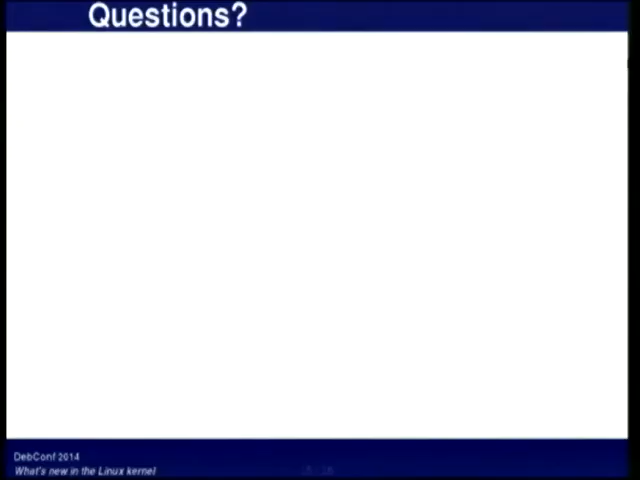 Questions?
DebConf 2014
What's new in the Linux kernel